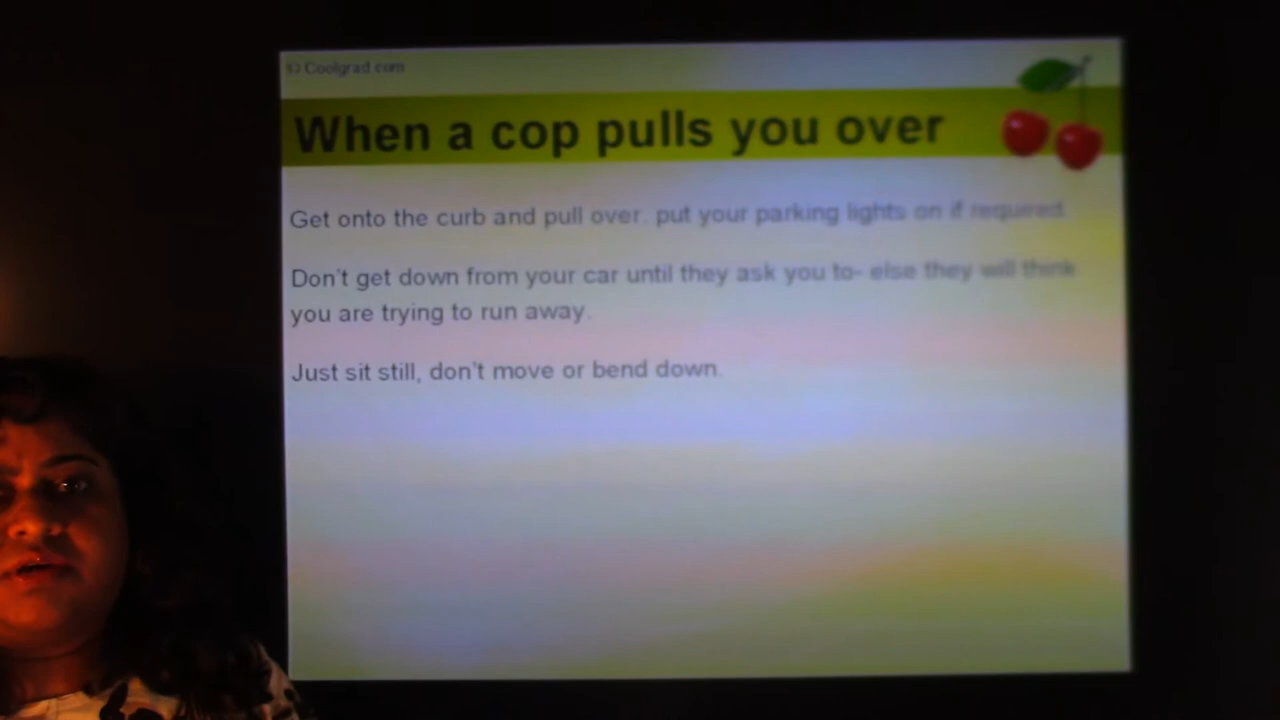 © Coolgrad.com
When a cop pulls you over
Get onto the curb and pull over. put your parking lights on if required.
Don't get down from your car until they ask you to- else they will think
you are trying to run away.
Just sit still, don't move or bend down.